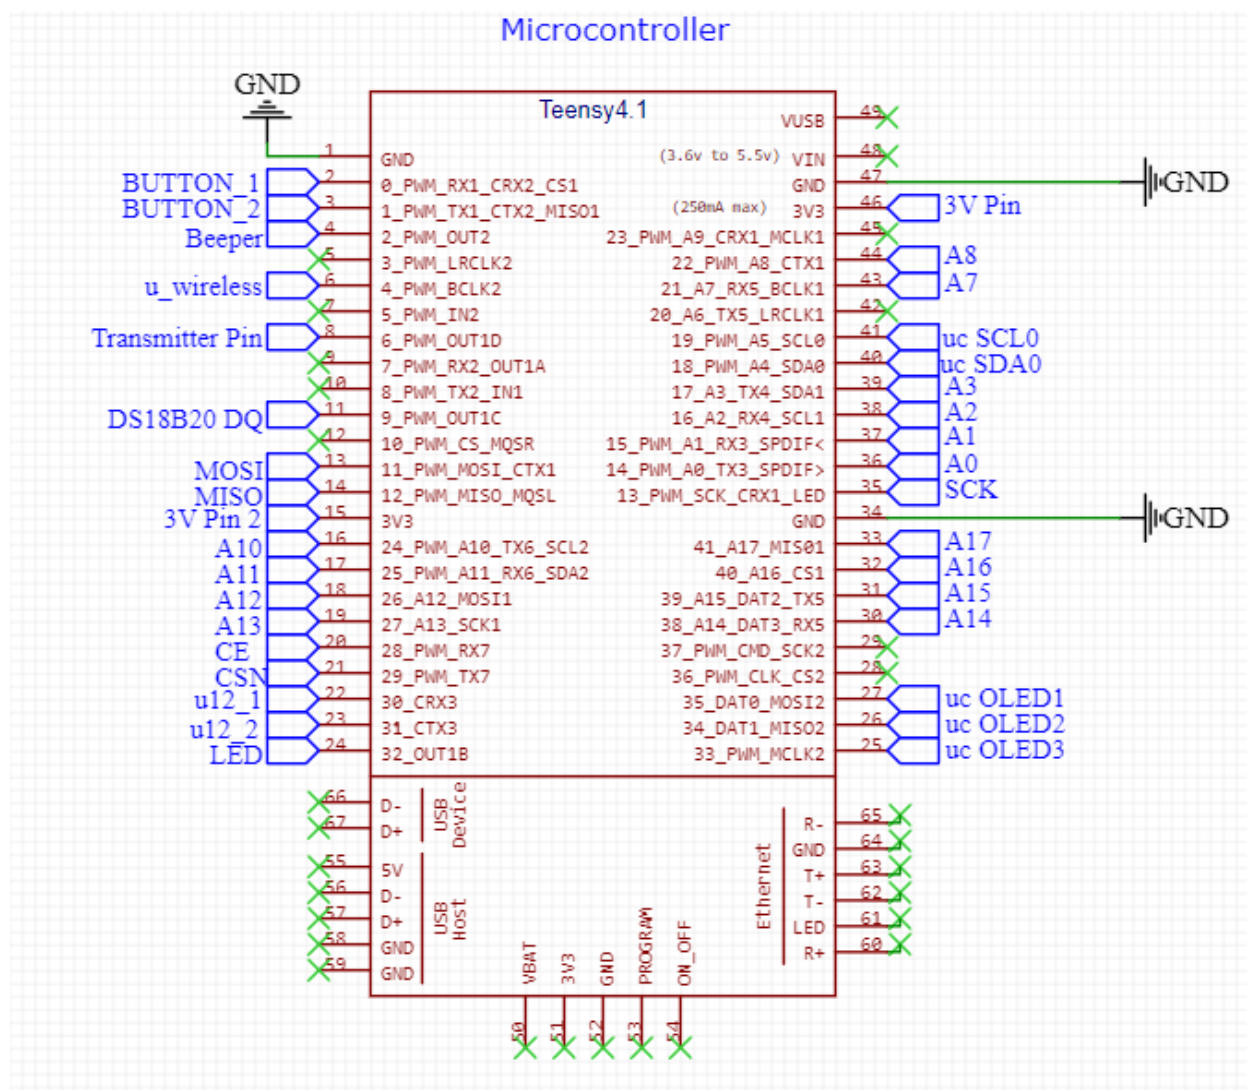 Microcontroller
GND
Teensy4.1
VUSB 49
1 GND
(3.6v to 5.5v) VIN 48
BUTTON_1 2 0_PWM_RX1_CRX2_CS1
GND 47 GND
BUTTON_2 3 1_PWM_TX1_CTX2_MISO1
(250mA max) 3V3 46 3V Pin
Beeper 4 2_PWM_OUT2
23_PWM_A9_CRX1_MCLK1 45
5 3_PWM_LRCLK2
22_PWM_A8_CTX1 44 A8
u_wireless 6 4_PWM_BCLK2
21_A7_RX5_BCLK1 43 A7
7 5_PWM_IN2
20_A6_TX5_LRCLK1 42
Transmitter Pin 8 6_PWM_OUT1D
19_PWM_A5_SCL0 41 uc SCL0
9 7_PWM_RX2_OUT1A
18_PWM_A4_SDA0 40 uc SDA0
10 8_PWM_TX2_IN1
17_A3_TX4_SDA1 39 A3
DS18B20 DQ 11 9_PWM_OUT1C
16_A2_RX4_SCL1 38 A2
12 10_PWM_CS_MQSR
15_PWM_A1_RX3_SPDIF< 37 A1
MOSI 13 11_PWM_MOSI_CTX1
14_PWM_A0_TX3_SPDIF> 36 A0
MISO 14 12_PWM_MISO_MQSL
13_PWM_SCK_CRX1_LED 35 SCK
3V Pin 2 15 3V3
GND 34 GND
A10 16 24_PWM_A10_TX6_SCL2
41_A17_MISO1 33 A17
A11 17 25_PWM_A11_RX6_SDA2
40_A16_CS1 32 A16
A12 18 26_A12_MOSI1
39_A15_DAT2_TX5 31 A15
A13 19 27_A13_SCK1
38_A14_DAT3_RX5 30 A14
CE 20 28_PWM_RX7
37_PWM_CMD_SCK2 29
CSN 21 29_PWM_TX7
36_PWM_CLK_CS2 28
u12_1 22 30_CRX3
35_DAT0_MOSI2 27 uc OLED1
u12_2 23 31_CTX3
34_DAT1_MISO2 26 uc OLED2
LED 24 32_OUT1B
33_PWM_MCLK2 25 uc OLED3
66 D-
67 D+
USB
Device
55 5V
56 D-
57 D+
58 GND
59 GND
USB
Host
Ethernet
R- 65
GND 64
T+ 63
T- 62
LED 61
R+ 60
VBAT 50
3V3 51
GND 52
PROGRAM 53
ON_OFF 54